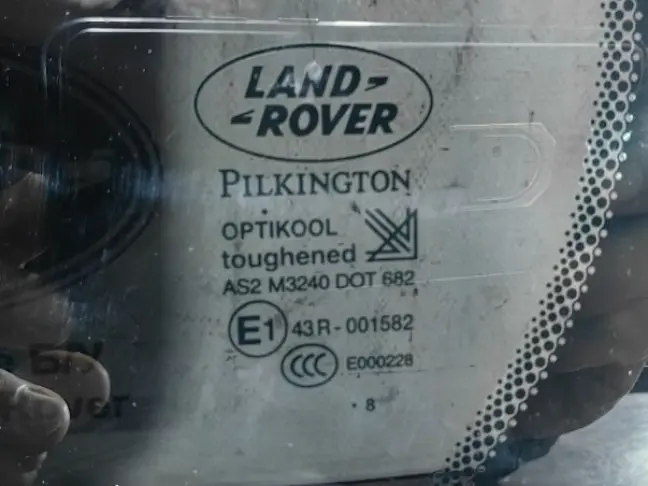 LAND-
-ROVER
PILKINGTON
OPTIKOOL
toughened
AS2 M3240 DOT 682
E1 43R-001582
CCC E000228
. 8